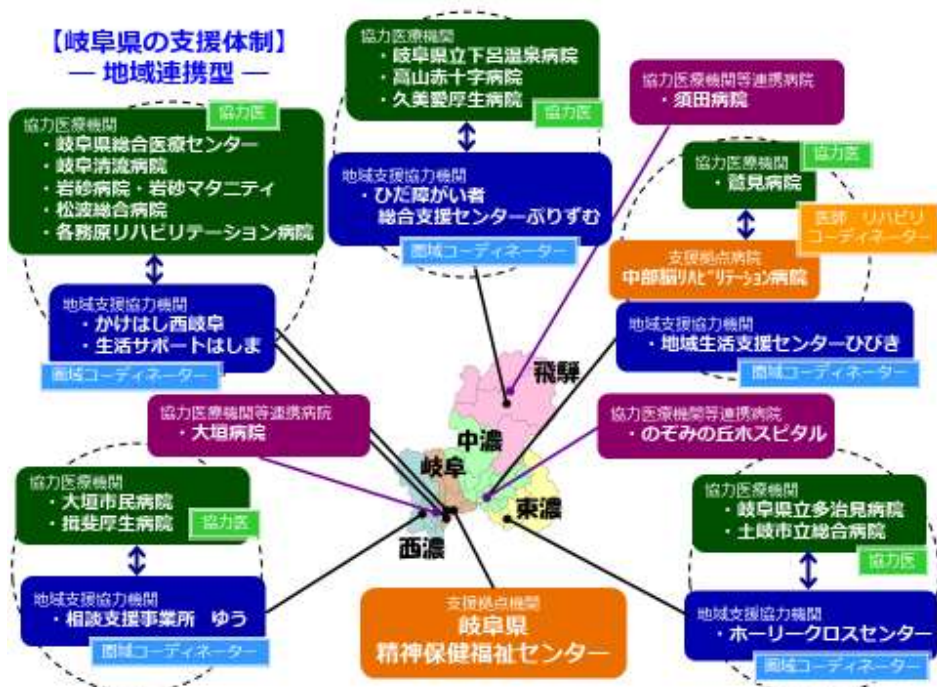 【岐阜県の支援体制】
― 地域連携型 ―
協力医療機関
・岐阜県立下呂温泉病院
・高山赤十字病院
・久美愛厚生病院
協力医
協力医療機関等連携病院
・須田病院
協力医
協力医療機関
・岐阜県総合医療センター
・岐阜清流病院
・岩砂病院・岩砂マタニティ
・松波総合病院
・各務原リハビリテーション病院
地域支援協力機関
・ひだ障がい者
総合支援センターぷりずむ
圏域コーディネーター
協力医療機関
・鷲見病院
協力医
医師 リハビリ
コーディネーター
支援拠点病院
中部脳リハビリテーション病院
地域支援協力機関
・かけはし西岐阜
・生活サポートはしま
圏域コーディネーター
地域支援協力機関
・地域生活支援センターひびき
圏域コーディネーター
飛騨
中濃
岐阜
東濃
西濃
協力医療機関等連携病院
・大垣病院
協力医療機関等連携病院
・のぞみの丘ホスピタル
協力医療機関
・大垣市民病院
・揖斐厚生病院
協力医
協力医療機関
・岐阜県立多治見病院
・土岐市立総合病院
協力医
地域支援協力機関
・相談支援事業所 ゆう
圏域コーディネーター
支援拠点機関
岐阜県
精神保健福祉センター
地域支援協力機関
・ホーリークロスセンター
圏域コーディネーター